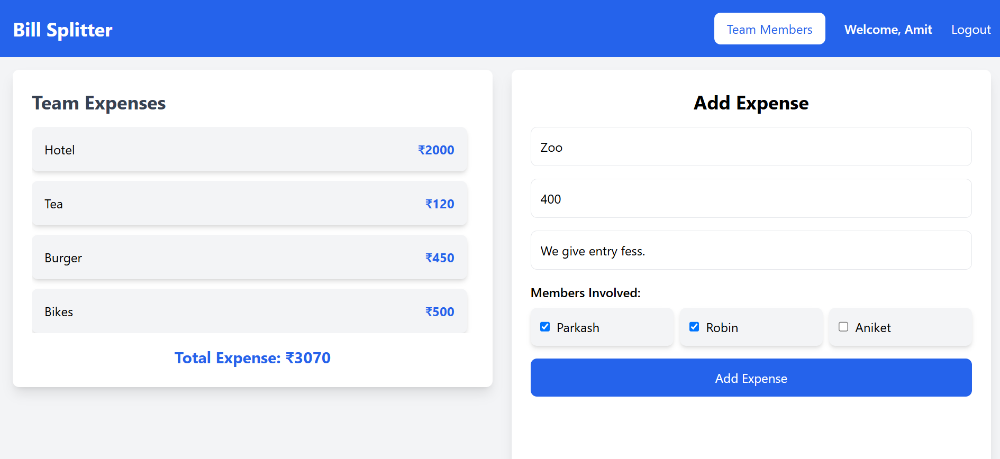 Bill Splitter
Team Members
Welcome, Amit
Logout
Team Expenses
Hotel ₹2000
Tea ₹120
Burger ₹450
Bikes ₹500
Total Expense: ₹3070
Add Expense
Zoo
400
We give entry fess.
Members Involved:
Parkash
Robin
Aniket
Add Expense